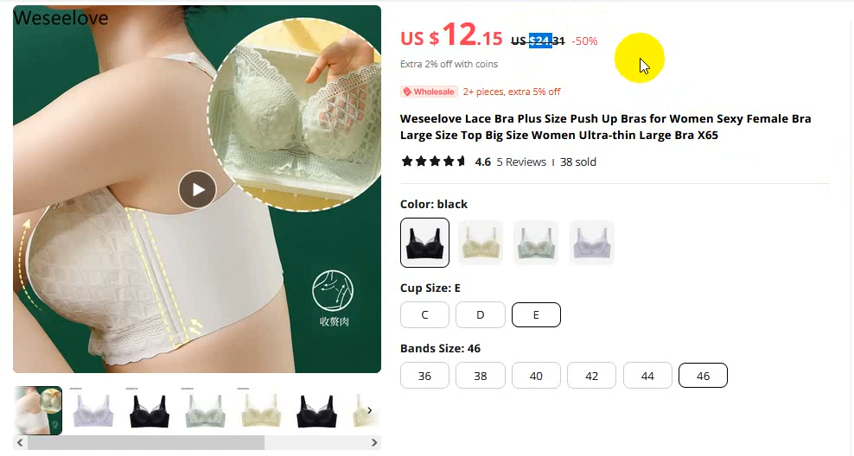 Weseelove
收赘肉
US $12.15 US $24.31 -50%
Extra 2% off with coins
Wholesale 2+ pieces, extra 5% off
Weseelove Lace Bra Plus Size Push Up Bras for Women Sexy Female Bra
Large Size Top Big Size Women Ultra-thin Large Bra X65
4.6 5 Reviews 38 sold
Color: black
Cup Size: E
C D E
Bands Size: 46
36 38 40 42 44 46